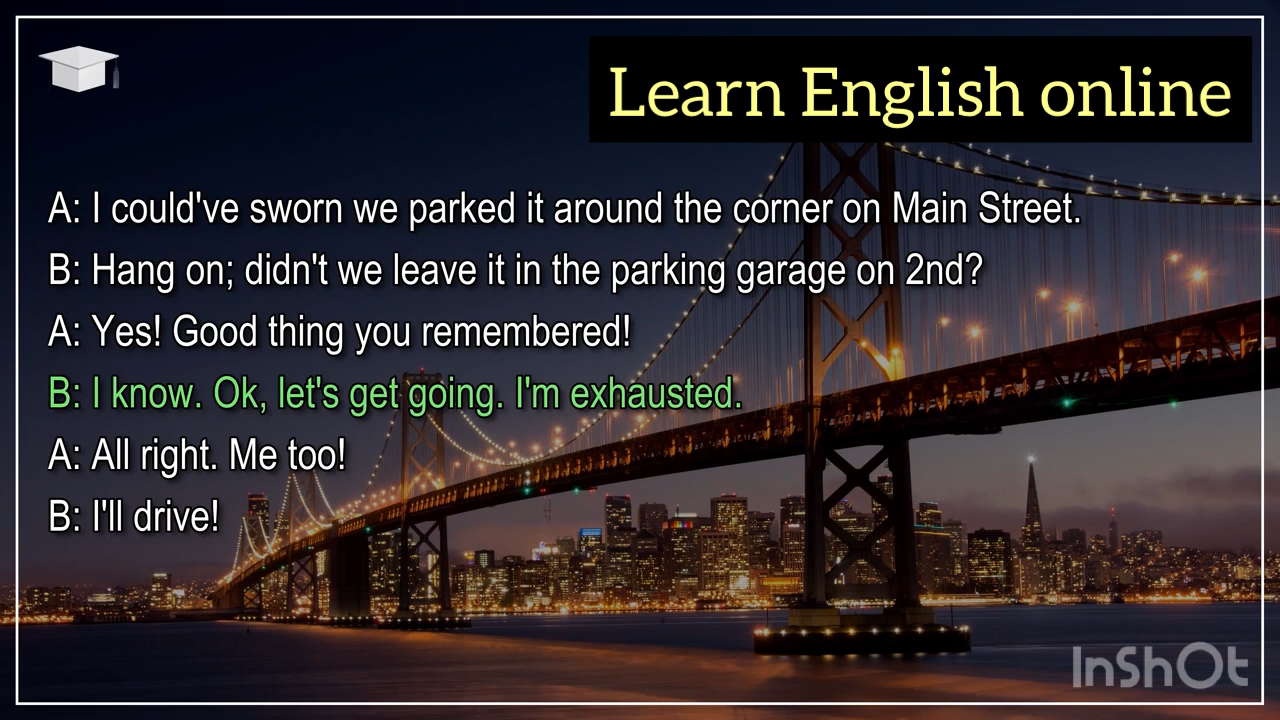 Learn English online
A: I could've sworn we parked it around the corner on Main Street.
B: Hang on; didn't we leave it in the parking garage on 2nd?
A: Yes! Good thing you remembered!
B: I know. Ok, let's get going. I'm exhausted.
A: All right. Me too!
B: I'll drive!
InShOt